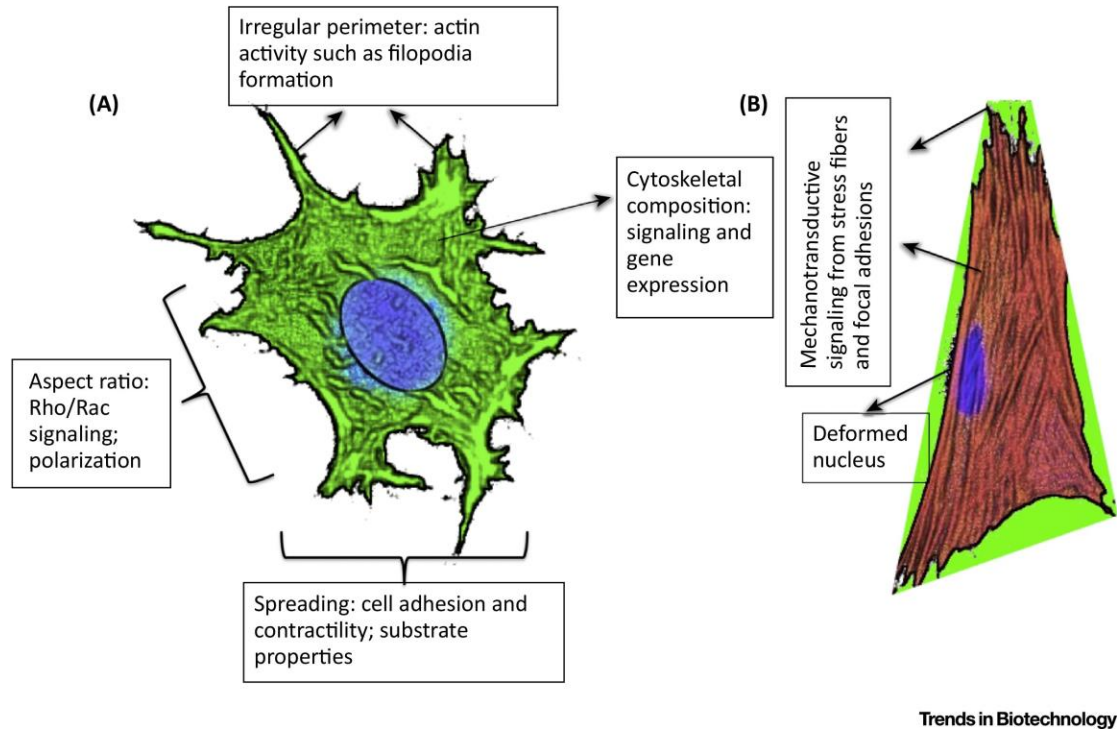 Irregular perimeter: actin
activity such as filopodia
formation
(A)
(B)
Cytoskeletal
composition:
signaling and
gene
expression
Mechanotransductive
signaling from stress fibers
and focal adhesions
Aspect ratio:
Rho/Rac
signaling;
polarization
Deformed
nucleus
Spreading: cell adhesion and
contractility; substrate
properties
Trends in Biotechnology